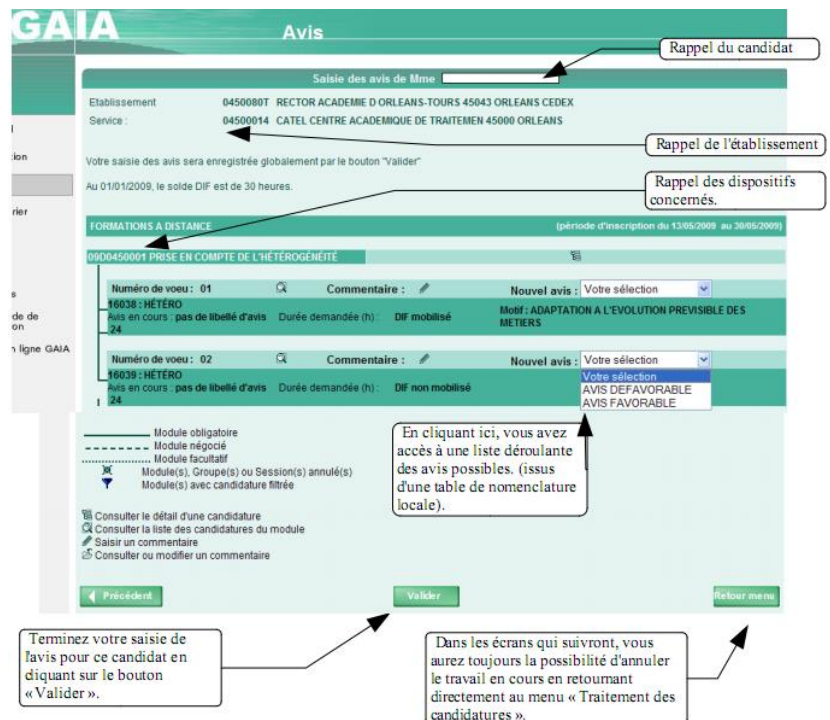 GAIA
Avis
Rappel du candidat
Saisie des avis de Mme
Etablissement 0450080T RECTOR ACADEMIE D ORLEANS-TOURS 45043 ORLEANS CEDEX
Service : 04500014 CATEL CENTRE ACADEMIQUE DE TRAITEMEN 45000 ORLEANS
Rappel de l'établissement
tion
Votre saisie des avis sera enregistrée globalement par le bouton "Valider"
Rappel des dispositifs
concernés.
Au 01/01/2009, le solde DIF est de 30 heures.
rier
FORMATIONS A DISTANCE (période d'inscription du 13/05/2009 au 30/05/2009)
09D0450001 PRISE EN COMPTE DE L'HÉTÉROGÉNÉITÉ
s
Numéro de voeu : 01 Commentaire : Nouvel avis : Votre sélection
16038 : HÉTÉRO
Avis en cours : pas de libellé d'avis Durée demandée (h) : DIF mobilisé Motif : ADAPTATION A L'EVOLUTION PREVISIBLE DES
METIERS
24
de de
on
n ligne GAIA
Numéro de voeu : 02 Commentaire : Nouvel avis : Votre sélection
16039 : HÉTÉRO
Avis en cours : pas de libellé d'avis Durée demandée (h) : DIF non mobilisé
24
Votre sélection
AVIS DEFAVORABLE
AVIS FAVORABLE
Module obligatoire
Module négocié
Module facultatif
Module(s), Groupe(s) ou Session(s) annulé(s)
Module(s) avec candidature filtrée
En cliquant ici, vous avez
accès à une liste déroulante
des avis possibles. (issus
d'une table de nomenclature
locale).
Consulter le détail d'une candidature
Consulter la liste des candidatures du module
Saisir un commentaire
Consulter ou modifier un commentaire
Précédent
Valider
Retour menu
Terminez votre saisie de
l'avis pour ce candidat en
cliquant sur le bouton
« Valider ».
Dans les écrans qui suivront, vous
aurez toujours la possibilité d'annuler
le travail en cours en retournant
directement au menu « Traitement des
candidatures ».